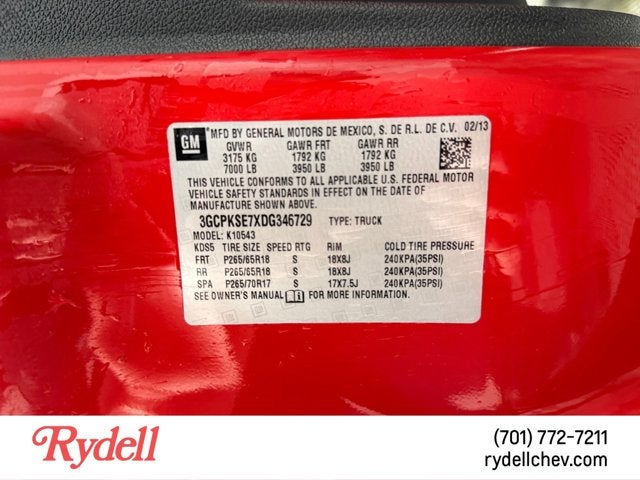 GM MFD BY GENERAL MOTORS DE MEXICO, S. DE R.L. DE C.V. 02/13
GVWR GAWR FRT GAWR RR
3175 KG 1792 KG 1792 KG
7000 LB 3950 LB 3950 LB
THIS VEHICLE CONFORMS TO ALL APPLICABLE U.S. FEDERAL MOTOR
VEHICLE SAFETY STANDARDS IN EFFECT ON THE DATE OF
MANUFACTURE SHOWN ABOVE.
3GCPKSE7XDG346729 TYPE: TRUCK
MODEL: K10543
KDS5 TIRE SIZE SPEED RTG RIM COLD TIRE PRESSURE
FRT P265/65R18 S 18X8J 240KPA(35PSI)
RR P265/65R18 S 18X8J 240KPA(35PSI)
SPA P265/70R17 S 17X7.5J 240KPA(35PSI)
SEE OWNER'S MANUAL FOR MORE INFORMATION.
Rydell
(701) 772-7211
rydellchev.com